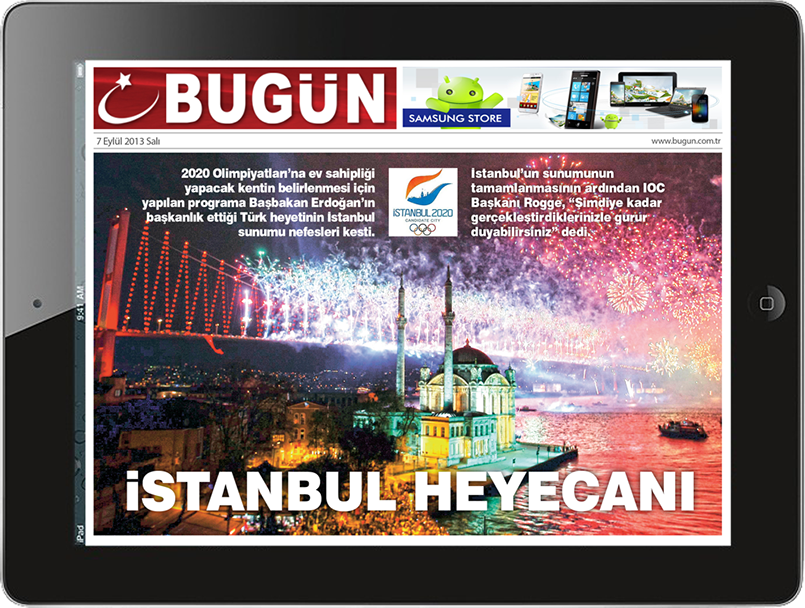 BUGÜN
SAMSUNG STORE
7 Eylül 2013 Salı
www.bugun.com.tr
2020 Olimpiyatları'na ev sahipliği
yapacak kentin belirlenmesi için
yapılan programa Başbakan Erdoğan'ın
başkanlık ettiği Türk heyetinin İstanbul
sunumu nefesleri kesti.
iSTANBUL2020
CANDIDATE CITY
İstanbul'un sunumunun
tamamlanmasının ardından IOC
Başkanı Rogge, "Şimdiye kadar
gerçekleştirdiklerinizle gurur
duyabilirsiniz" dedi.
iSTANBUL HEYECANI
9:41 AM
iPad